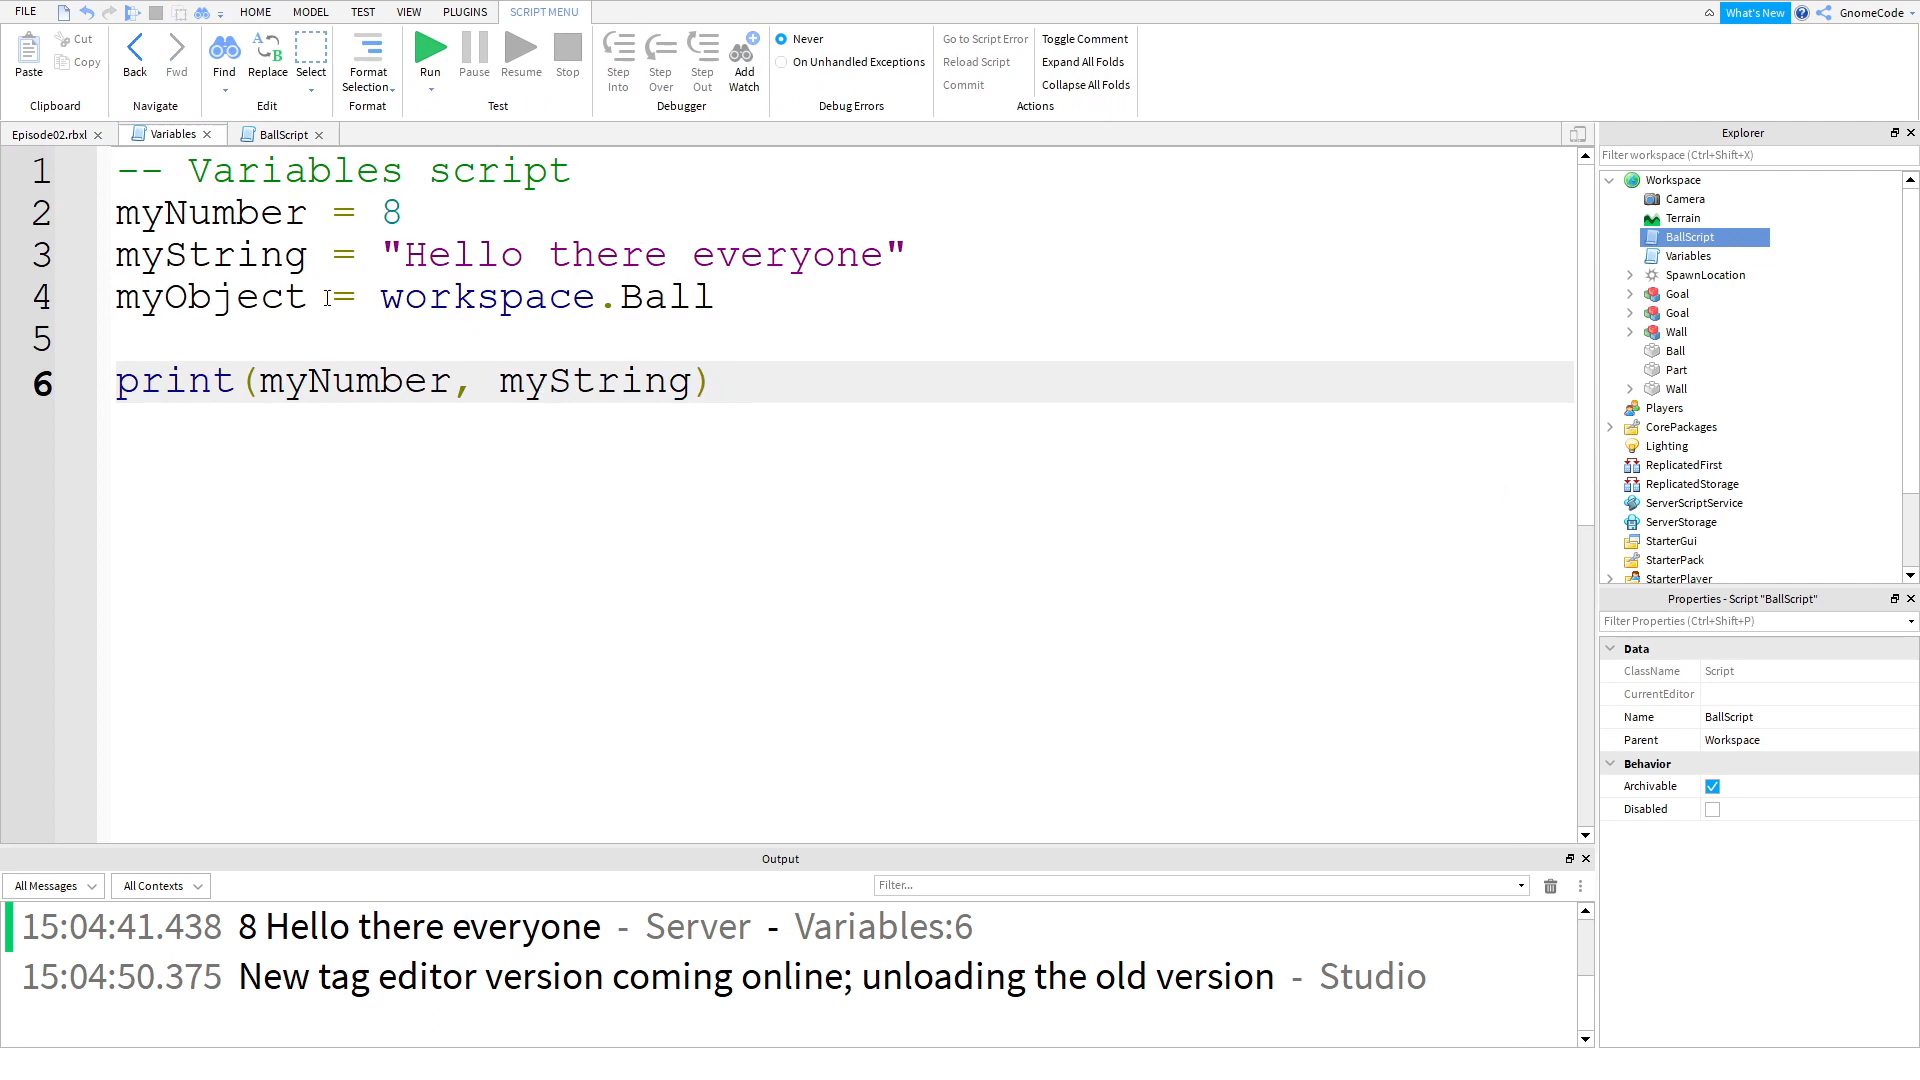 FILE HOME MODEL TEST VIEW PLUGINS SCRIPT MENU What's New GnomeCode
Paste Cut Copy Clipboard
Back Fwd Navigate
Find Replace Select Edit
Format Selection Format
Run Pause Resume Stop Test
Step Into Step Over Step Out Add Watch Debugger
Never
On Unhandled Exceptions
Debug Errors
Go to Script Error Toggle Comment
Reload Script Expand All Folds
Commit Collapse All Folds
Actions
Episode02.rbxl Variables BallScript
1 -- Variables script
2 myNumber = 8
3 myString = "Hello there everyone"
4 myObject = workspace.Ball
5
6 print(myNumber, myString)
Explorer
Filter workspace (Ctrl+Shift+X)
Workspace
Camera
Terrain
BallScript
Variables
SpawnLocation
Goal
Goal
Wall
Ball
Part
Wall
Players
CorePackages
Lighting
ReplicatedFirst
ReplicatedStorage
ServerScriptService
ServerStorage
StarterGui
StarterPack
StarterPlayer
Properties - Script "BallScript"
Filter Properties (Ctrl+Shift+P)
Data
ClassName Script
CurrentEditor
Name BallScript
Parent Workspace
Behavior
Archivable
Disabled
Output
All Messages All Contexts Filter...
15:04:41.438 8 Hello there everyone - Server - Variables:6
15:04:50.375 New tag editor version coming online; unloading the old version - Studio